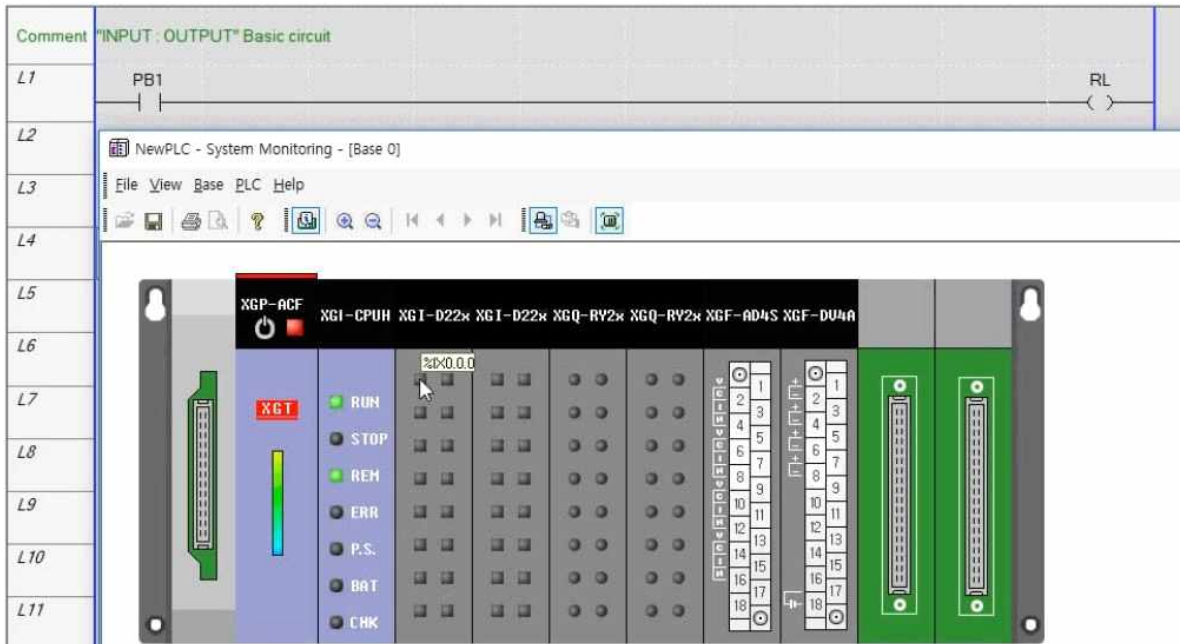 Comment "INPUT : OUTPUT" Basic circuit
L1 PB1 RL
L2
NewPLC - System Monitoring - [Base 0]
L3
File View Base PLC Help
L4
L5
XGP-ACF XGI-CPUH XGI-D22x XGI-D22x XGQ-RY2x XGQ-RY2x XGF-AD4S XGF-DV4A
L6
%IX0.0.0
L7
XGT
RUN
L8
STOP
REM
L9
ERR
L10
P.S.
BAT
L11
CHK
1
2
3
4
5
6
7
8
9
10
11
12
13
14
15
16
17
18
1
2
3
4
5
6
7
8
9
10
11
12
13
14
15
16
17
18